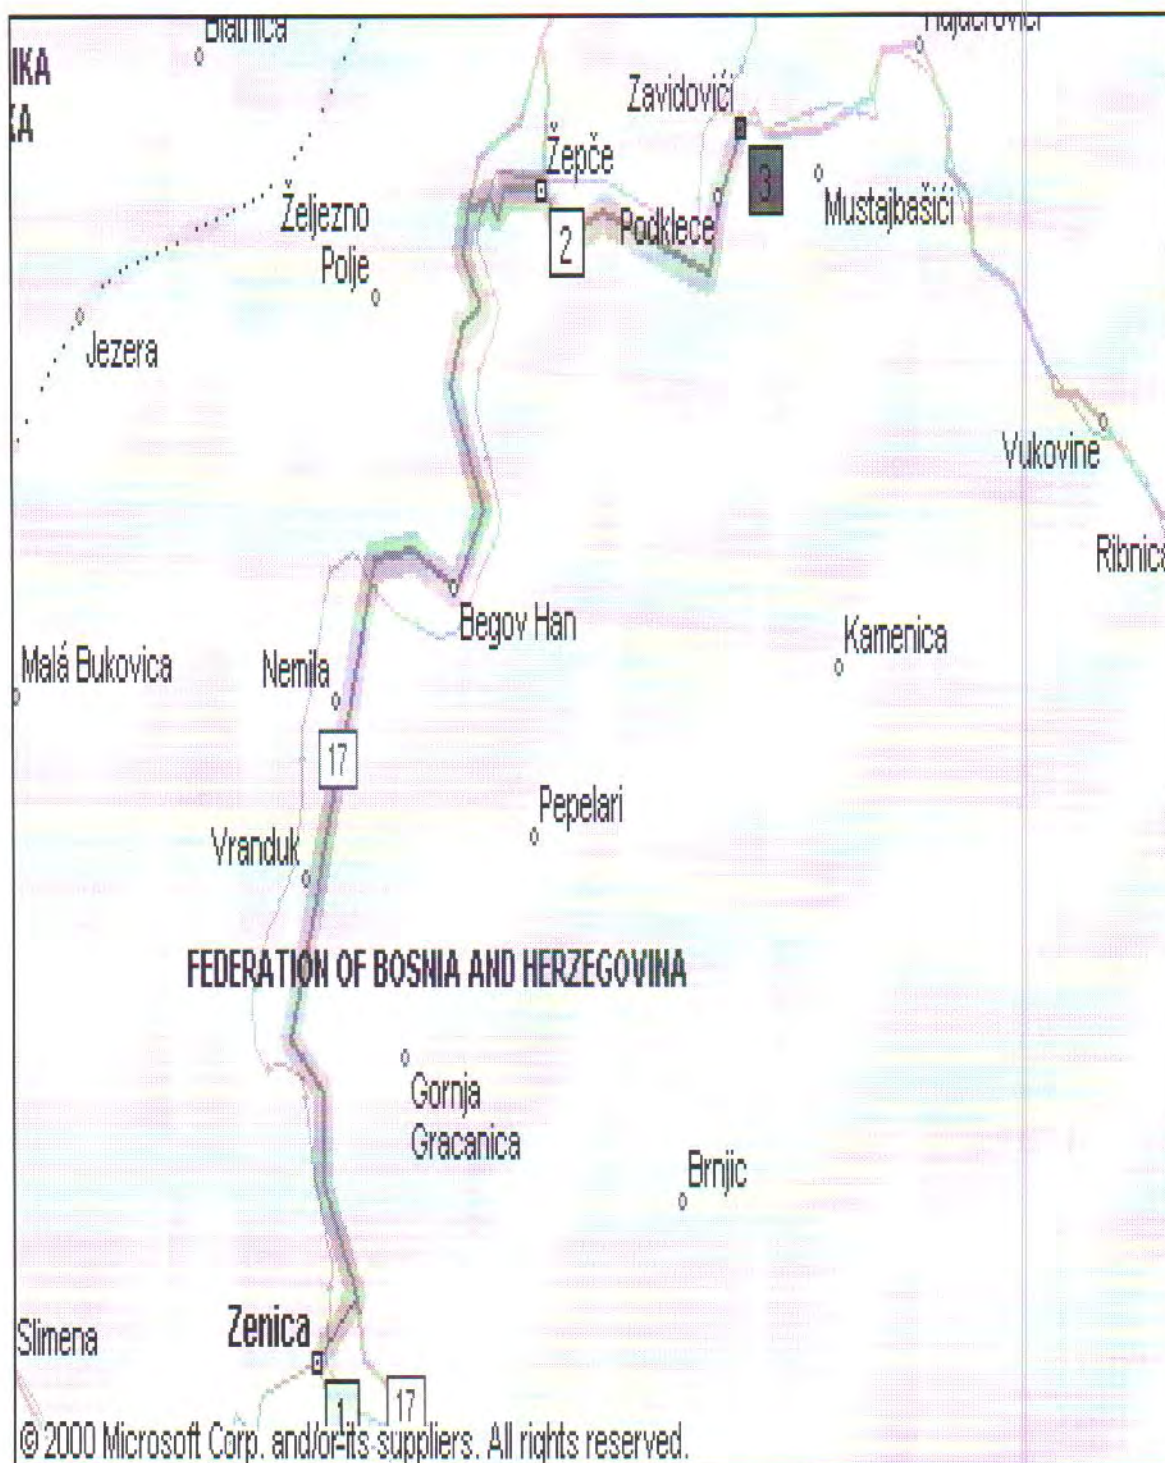 Blatnica
IKA
KA
Zavidovići
Žepče
3
Željezno
Polje
2
Podklece
Mustajbašići
Jezera
Vukovine
Ribnica
Begov Han
Kamenica
Malá Bukovica
Nemila
17
Pepelari
Vranduk
FEDERATION OF BOSNIA AND HERZEGOVINA
Gornja
Gracanica
Brnjic
Zenica
Slimena
1
17
© 2000 Microsoft Corp. and/or its suppliers. All rights reserved.